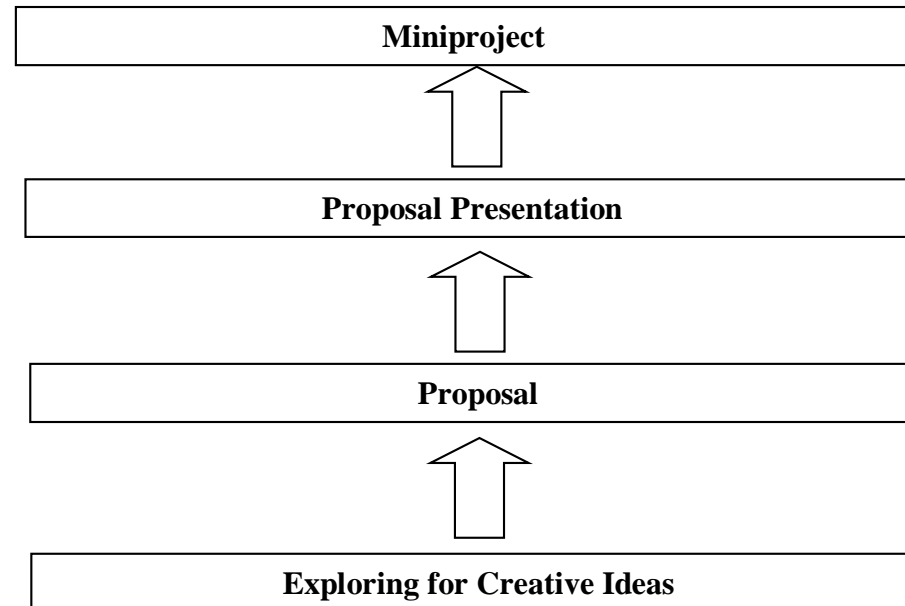 Miniproject
Proposal Presentation
Proposal
Exploring for Creative Ideas